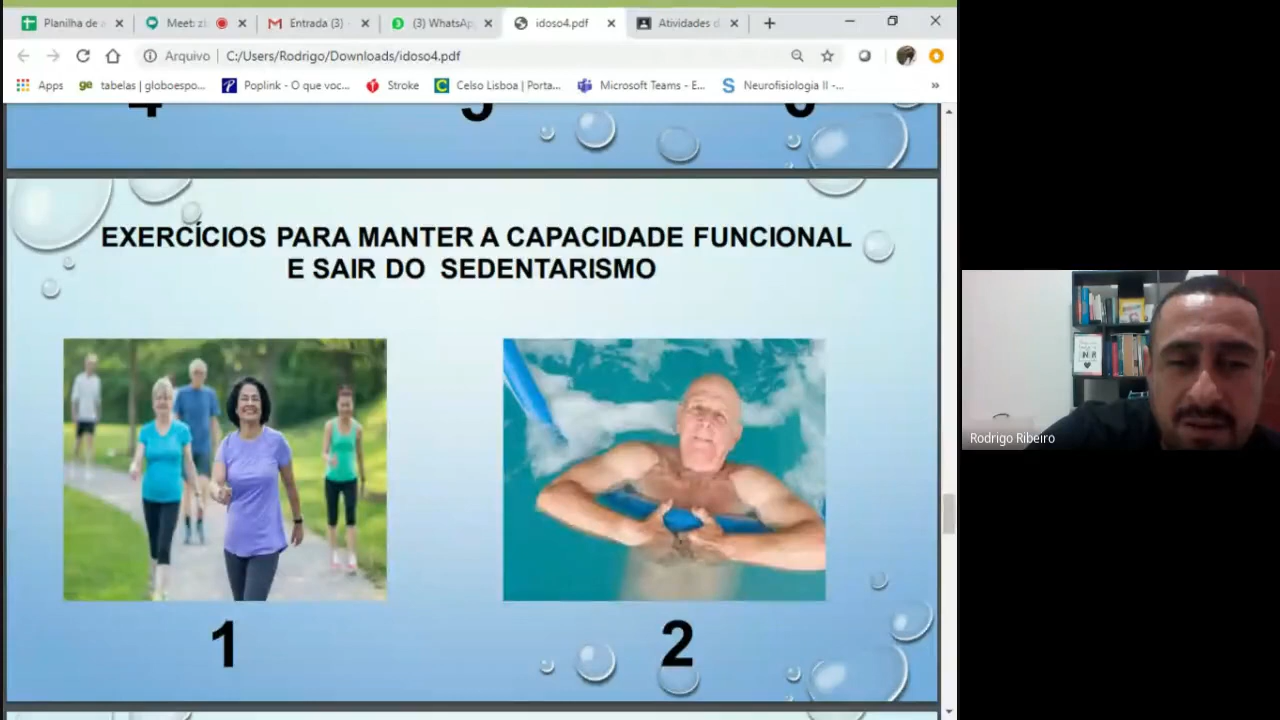 Planilha de a
Meet: z
Entrada (3)
(3) WhatsAp
idoso4.pdf
Atividades d
Arquivo
C:/Users/Rodrigo/Downloads/idoso4.pdf
Apps
ge tabelas | globoespo...
Poplink - O que voc...
Stroke
Celso Lisboa | Porta...
Microsoft Teams - E...
Neurofisiologia II -...
»
EXERCÍCIOS PARA MANTER A CAPACIDADE FUNCIONAL
E SAIR DO SEDENTARISMO
1
2
Rodrigo Ribeiro